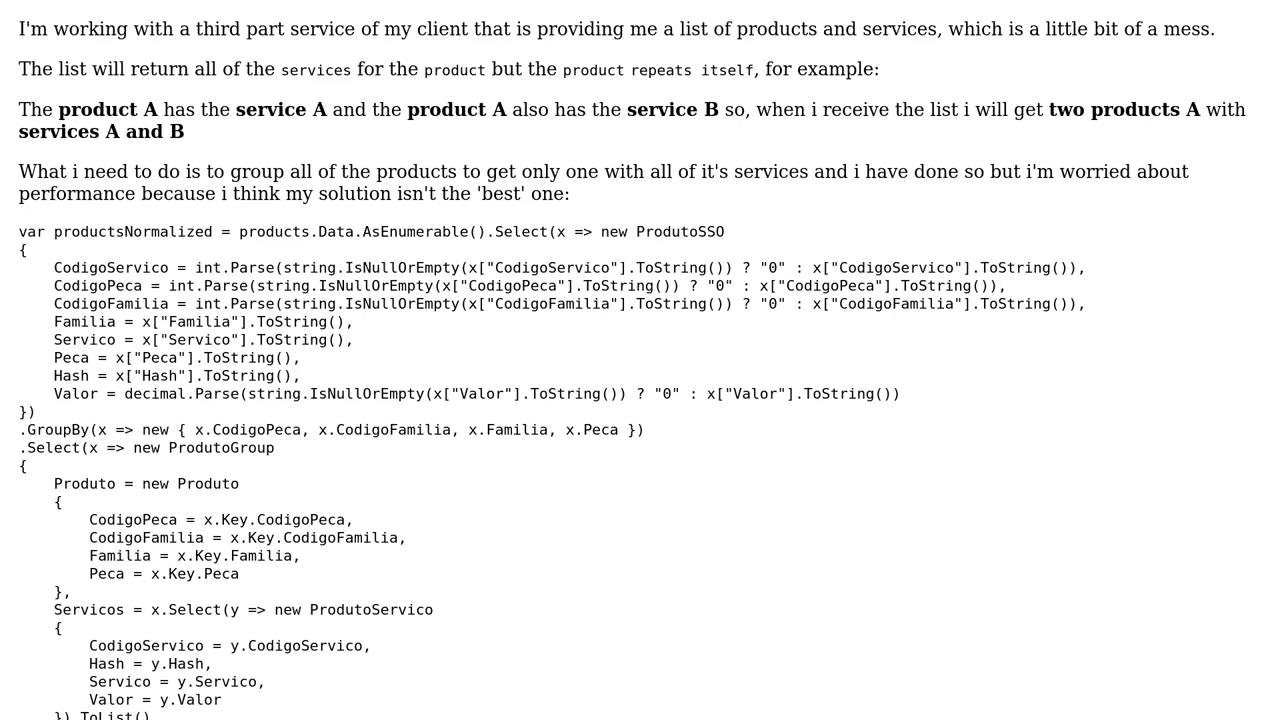 I'm working with a third part service of my client that is providing me a list of products and services, which is a little bit of a mess.
The list will return all of the services for the product but the product repeats itself, for example:
The product A has the service A and the product A also has the service B so, when i receive the list i will get two products A with
services A and B
What i need to do is to group all of the products to get only one with all of it's services and i have done so but i'm worried about
performance because i think my solution isn't the 'best' one:
var productsNormalized = products.Data.AsEnumerable().Select(x => new ProdutoSSO
{
    CodigoServico = int.Parse(string.IsNullOrEmpty(x["CodigoServico"].ToString()) ? "0" : x["CodigoServico"].ToString()),
    CodigoPeca = int.Parse(string.IsNullOrEmpty(x["CodigoPeca"].ToString()) ? "0" : x["CodigoPeca"].ToString()),
    CodigoFamilia = int.Parse(string.IsNullOrEmpty(x["CodigoFamilia"].ToString()) ? "0" : x["CodigoFamilia"].ToString()),
    Familia = x["Familia"].ToString(),
    Servico = x["Servico"].ToString(),
    Peca = x["Peca"].ToString(),
    Hash = x["Hash"].ToString(),
    Valor = decimal.Parse(string.IsNullOrEmpty(x["Valor"].ToString()) ? "0" : x["Valor"].ToString())
})
.GroupBy(x => new { x.CodigoPeca, x.CodigoFamilia, x.Familia, x.Peca })
.Select(x => new ProdutoGroup
{
    Produto = new Produto
    {
        CodigoPeca = x.Key.CodigoPeca,
        CodigoFamilia = x.Key.CodigoFamilia,
        Familia = x.Key.Familia,
        Peca = x.Key.Peca
    },
    Servicos = x.Select(y => new ProdutoServico
    {
        CodigoServico = y.CodigoServico,
        Hash = y.Hash,
        Servico = y.Servico,
        Valor = y.Valor
    }).ToList()